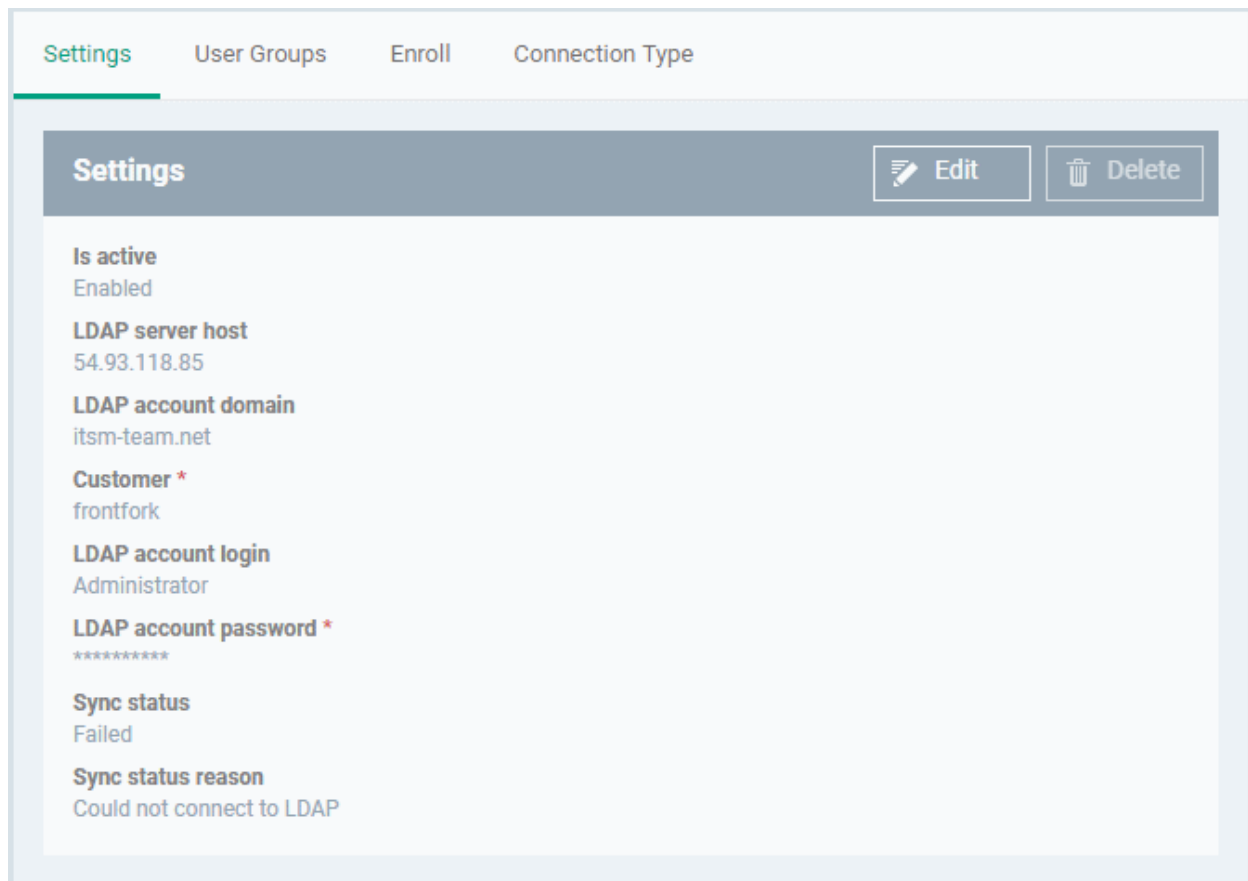 Settings User Groups Enroll Connection Type
Settings Edit Delete
Is active
Enabled
LDAP server host
54.93.118.85
LDAP account domain
itsm-team.net
Customer *
frontfork
LDAP account login
Administrator
LDAP account password *
**********
Sync status
Failed
Sync status reason
Could not connect to LDAP